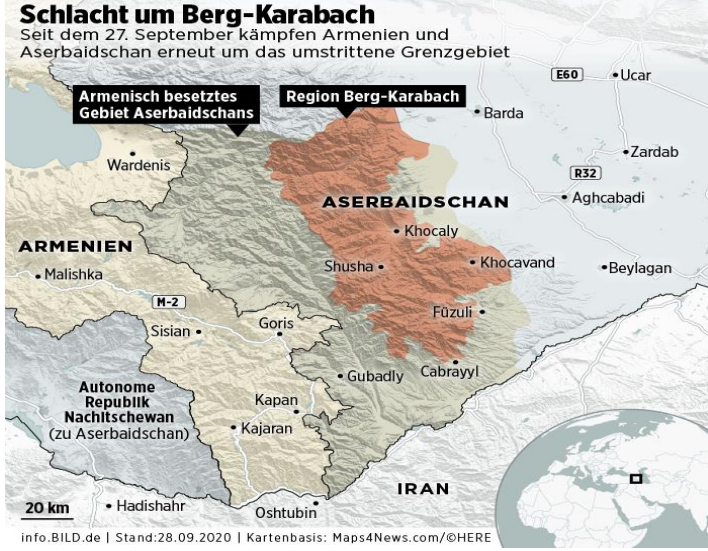 Schlacht um Berg-Karabach
Seit dem 27. September kämpfen Armenien und
Aserbaidschan erneut um das umstrittene Grenzgebiet
E60
Ucar
Armenisch besetztes
Gebiet Aserbaidschans
Region Berg-Karabach
Barda
Wardenis
Zardab
R32
Aghcabadi
ASERBAIDSCHAN
Khocaly
ARMENIEN
Shusha
Khocavand
Beylagan
Malishka
M-2
Füzuli
Sisian
Goris
Gubadly
Cabrayyl
Autonome
Republik
Nachitschewan
(zu Aserbaidschan)
Kapan
Kajaran
IRAN
20 km
Hadishahr
Oshtubin
info.BILD.de | Stand:28.09.2020 | Kartenbasis: Maps4News.com/©HERE